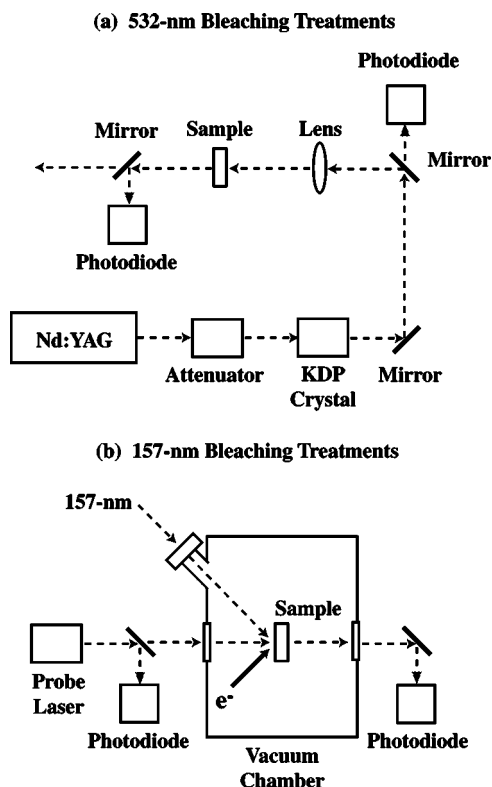 (a) 532-nm Bleaching Treatments
Photodiode
Mirror
Sample
Lens
Mirror
Photodiode
Nd:YAG
Attenuator
KDP
Crystal
Mirror
(b) 157-nm Bleaching Treatments
157-nm
Sample
Probe
Laser
e-
Photodiode
Photodiode
Vacuum
Chamber